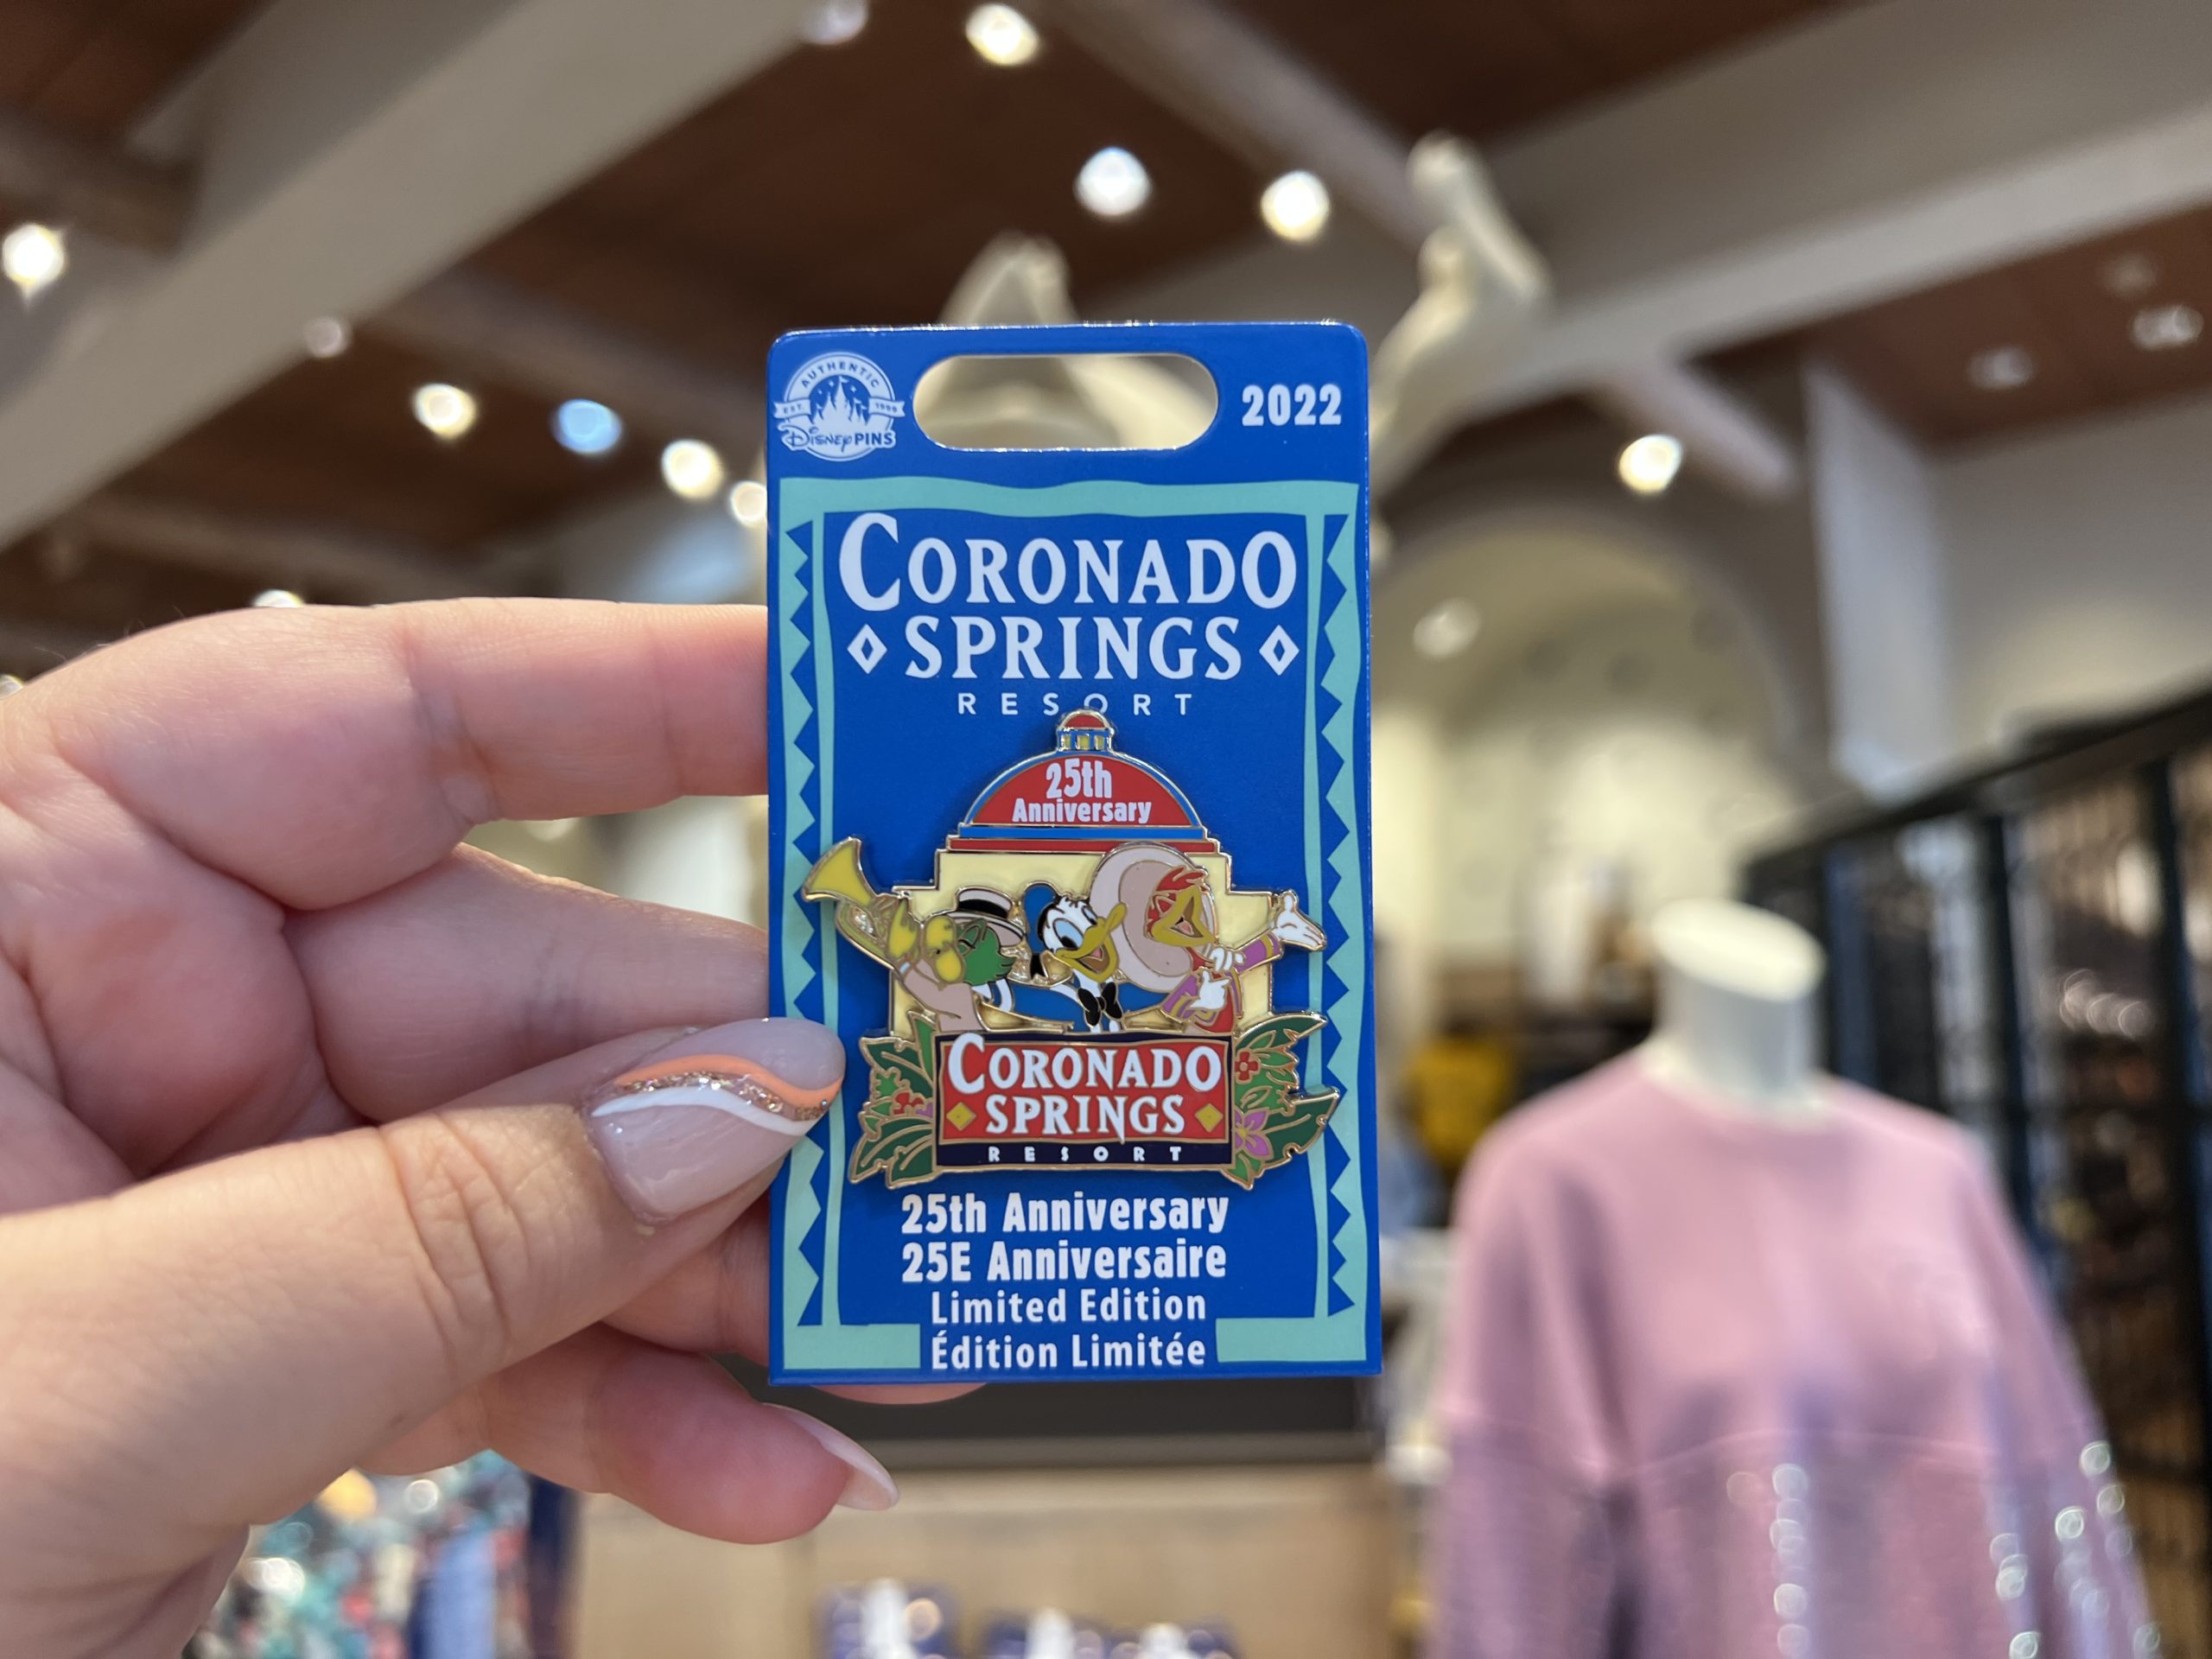 AUTHENTIC
EST. 1999
Disney PINS
2022
CORONADO
SPRINGS
RESORT
25th
Anniversary
CORONADO
SPRINGS
RESORT
25th Anniversary
25E Anniversaire
Limited Edition
Édition Limitée